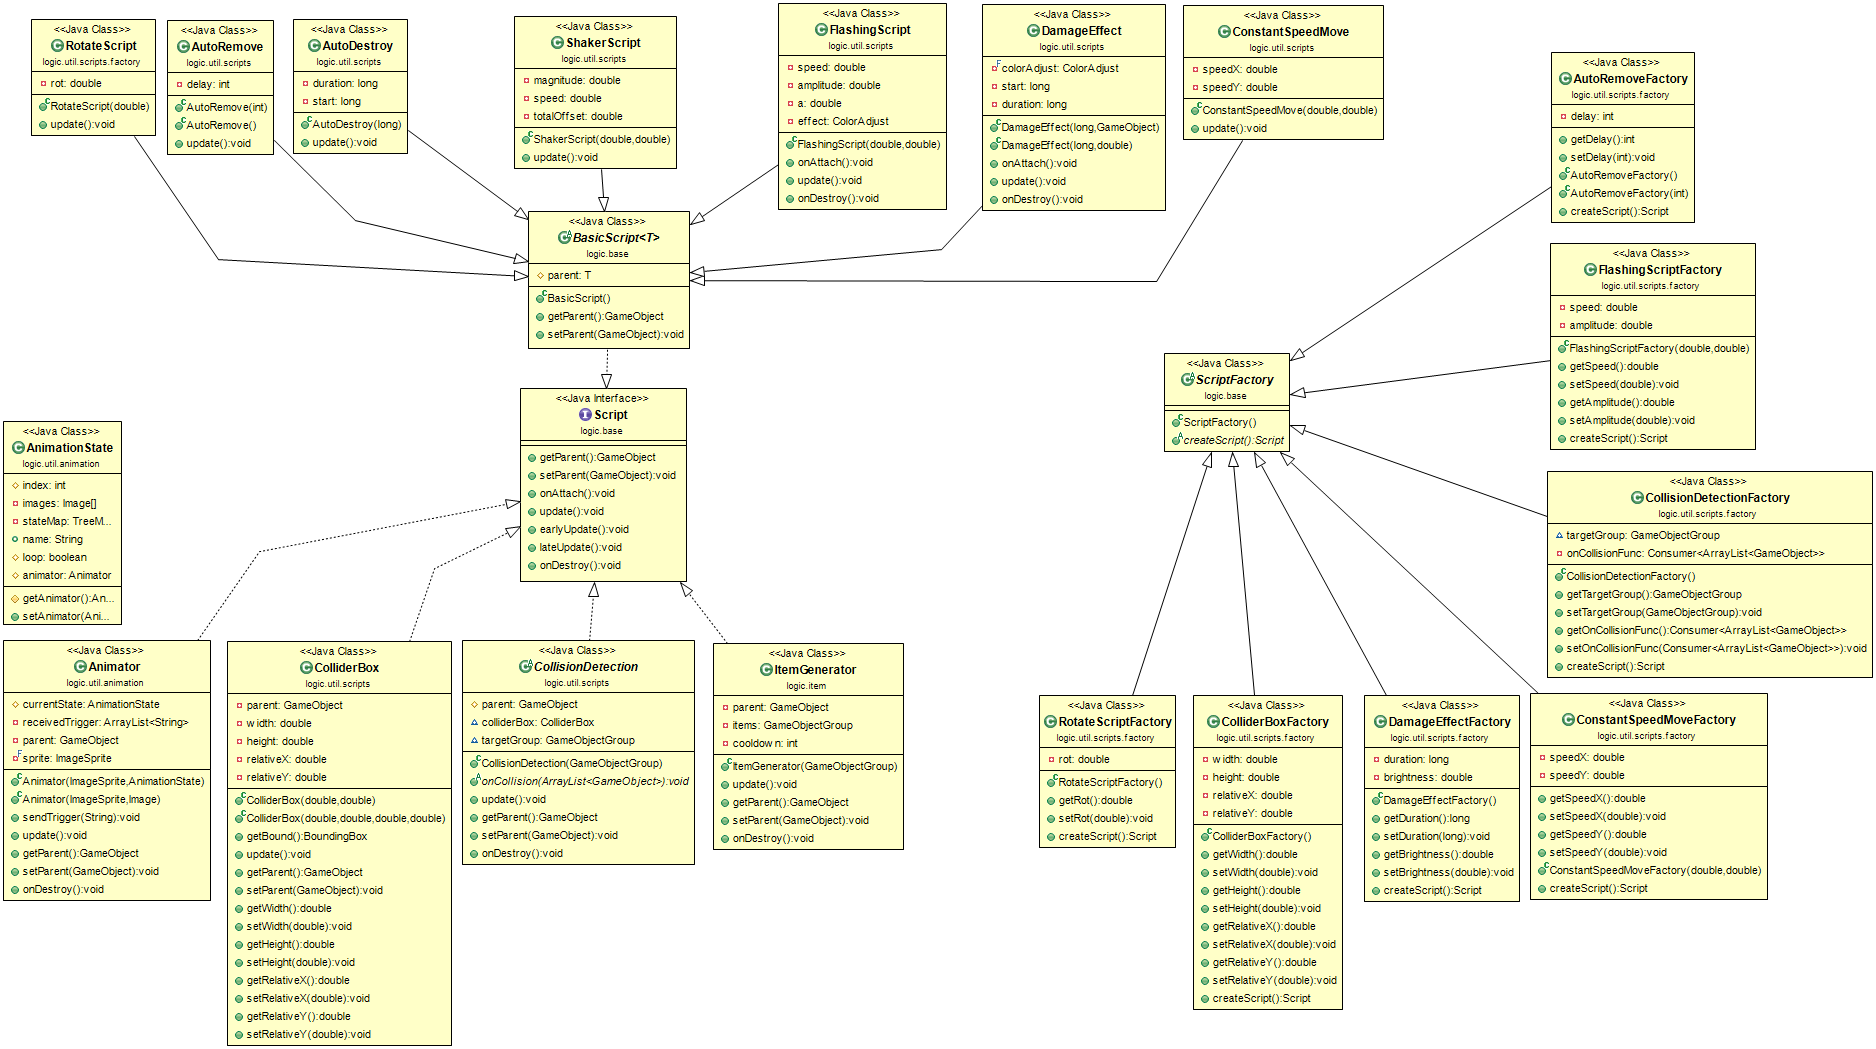 <<Java Class>>
RotateScript
logic.util.scripts.factory
rot: double
RotateScript(double)
update():void
<<Java Class>>
AutoRemove
logic.util.scripts
delay: int
AutoRemove(int)
AutoRemove()
update():void
<<Java Class>>
AutoDestroy
logic.util.scripts
duration: long
start: long
AutoDestroy(long)
update():void
<<Java Class>>
ShakerScript
logic.util.scripts
magnitude: double
speed: double
totalOffset: double
ShakerScript(double,double)
update():void
<<Java Class>>
FlashingScript
logic.util.scripts
speed: double
amplitude: double
a: double
effect: ColorAdjust
FlashingScript(double,double)
onAttach():void
update():void
onDestroy():void
<<Java Class>>
DamageEffect
logic.util.scripts
colorAdjust: ColorAdjust
start: long
duration: long
DamageEffect(long,GameObject)
DamageEffect(long,double)
onAttach():void
update():void
onDestroy():void
<<Java Class>>
ConstantSpeedMove
logic.util.scripts
speedX: double
speedY: double
ConstantSpeedMove(double,double)
update():void
<<Java Class>>
AutoRemoveFactory
logic.util.scripts.factory
delay: int
getDelay():int
setDelay(int):void
AutoRemoveFactory()
AutoRemoveFactory(int)
createScript():Script
<<Java Class>>
BasicScript<T>
logic.base
parent: T
BasicScript()
getParent():GameObject
setParent(GameObject):void
<<Java Class>>
FlashingScriptFactory
logic.util.scripts.factory
speed: double
amplitude: double
FlashingScriptFactory(double,double)
getSpeed():double
setSpeed(double):void
getAmplitude():double
setAmplitude(double):void
createScript():Script
<<Java Class>>
ScriptFactory
logic.base
ScriptFactory()
createScript():Script
<<Java Interface>>
Script
logic.base
getParent():GameObject
setParent(GameObject):void
onAttach():void
update():void
earlyUpdate():void
lateUpdate():void
onDestroy():void
<<Java Class>>
AnimationState
logic.util.animation
index: int
images: Image[]
stateMap: TreeM...
name: String
loop: boolean
animator: Animator
getAnimator():An...
setAnimator(Ani...
<<Java Class>>
CollisionDetectionFactory
logic.util.scripts.factory
targetGroup: GameObjectGroup
onCollisionFunc: Consumer<ArrayList<GameObject>>
CollisionDetectionFactory()
getTargetGroup():GameObjectGroup
setTargetGroup(GameObjectGroup):void
getOnCollisionFunc():Consumer<ArrayList<GameObject>>
setOnCollisionFunc(Consumer<ArrayList<GameObject>>):void
createScript():Script
<<Java Class>>
Animator
logic.util.animation
currentState: AnimationState
receivedTrigger: ArrayList<String>
parent: GameObject
sprite: ImageSprite
Animator(ImageSprite,AnimationState)
Animator(ImageSprite,Image)
sendTrigger(String):void
update():void
getParent():GameObject
setParent(GameObject):void
onDestroy():void
<<Java Class>>
ColliderBox
logic.util.scripts
parent: GameObject
width: double
height: double
relativeX: double
relativeY: double
ColliderBox(double,double)
ColliderBox(double,double,double,double)
getBound():BoundingBox
update():void
getParent():GameObject
setParent(GameObject):void
getWidth():double
setWidth(double):void
getHeight():double
setHeight(double):void
getRelativeX():double
setRelativeX(double):void
getRelativeY():double
setRelativeY(double):void
<<Java Class>>
CollisionDetection
logic.util.scripts
parent: GameObject
colliderBox: ColliderBox
targetGroup: GameObjectGroup
CollisionDetection(GameObjectGroup)
onCollision(ArrayList<GameObject>):void
update():void
getParent():GameObject
setParent(GameObject):void
onDestroy():void
<<Java Class>>
ItemGenerator
logic.item
parent: GameObject
items: GameObjectGroup
cooldown: int
ItemGenerator(GameObjectGroup)
update():void
getParent():GameObject
setParent(GameObject):void
onDestroy():void
<<Java Class>>
RotateScriptFactory
logic.util.scripts.factory
rot: double
RotateScriptFactory()
getRot():double
setRot(double):void
createScript():Script
<<Java Class>>
ColliderBoxFactory
logic.util.scripts.factory
width: double
height: double
relativeX: double
relativeY: double
ColliderBoxFactory()
getWidth():double
setWidth(double):void
getHeight():double
setHeight(double):void
getRelativeX():double
setRelativeX(double):void
getRelativeY():double
setRelativeY(double):void
createScript():Script
<<Java Class>>
DamageEffectFactory
logic.util.scripts.factory
duration: long
brightness: double
DamageEffectFactory()
getDuration():long
setDuration(long):void
getBrightness():double
setBrightness(double):void
createScript():Script
<<Java Class>>
ConstantSpeedMoveFactory
logic.util.scripts.factory
speedX: double
speedY: double
getSpeedX():double
setSpeedX(double):void
getSpeedY():double
setSpeedY(double):void
ConstantSpeedMoveFactory(double,double)
createScript():Script